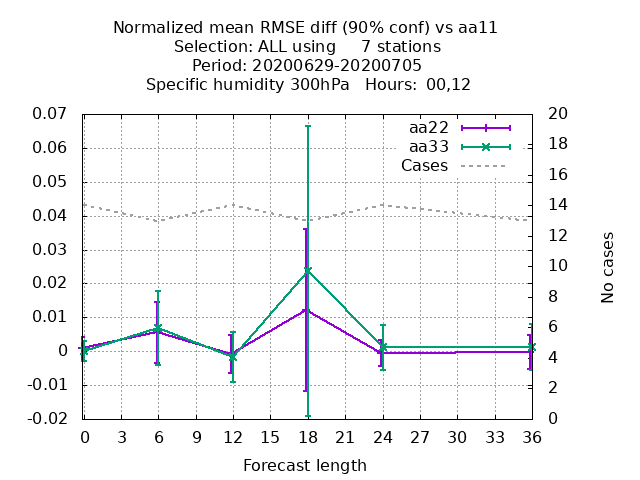 Normalized mean RMSE diff (90% conf) vs aa11
Selection: ALL using     7 stations
Period: 20200629-20200705
Specific humidity 300hPa   Hours: 00,12
0.07
0.06
0.05
0.04
0.03
0.02
0.01
0
-0.01
-0.02
aa22
aa33
Cases
20
18
16
14
12
10
8
6
4
2
0
No cases
0 3 6 9 12 15 18 21 24 27 30 33 36
Forecast length